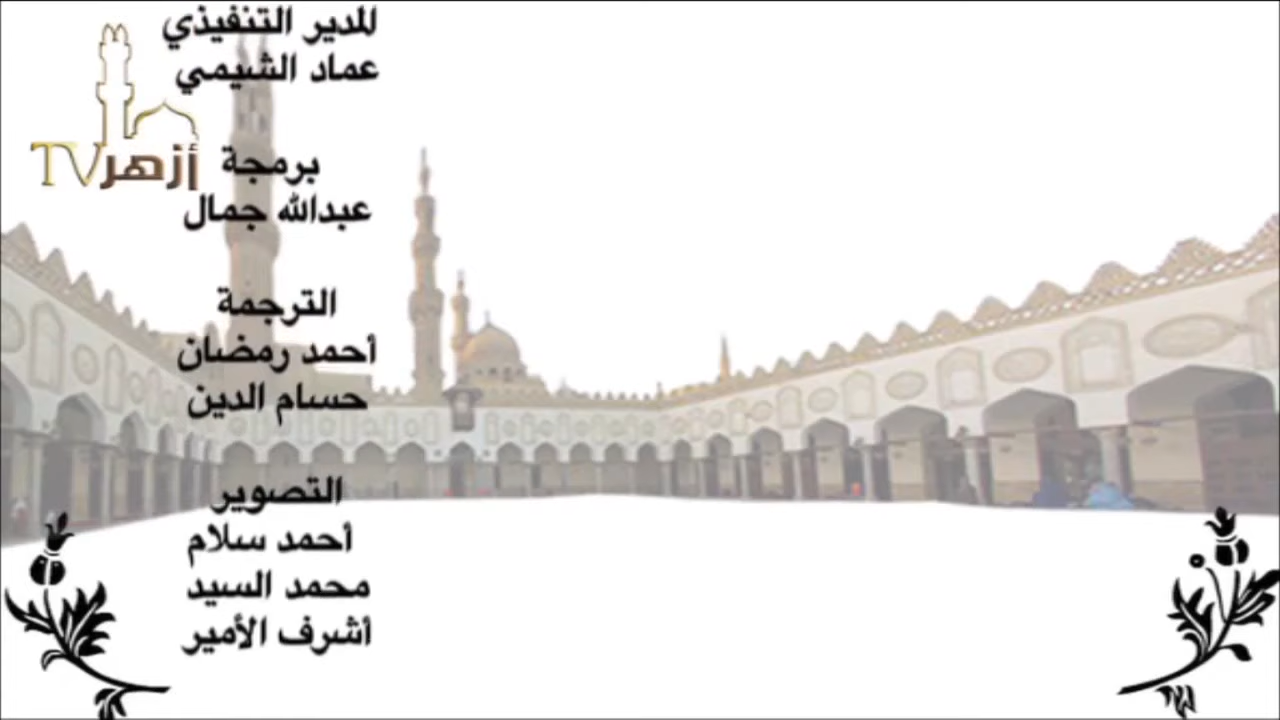 المدير التنفيذي
عماد الشيمي
أزهرTV
برمجة
عبدالله جمال
الترجمة
أحمد رمضان
حسام الدين
التصوير
أحمد سلام
محمد السيد
أشرف الأمير